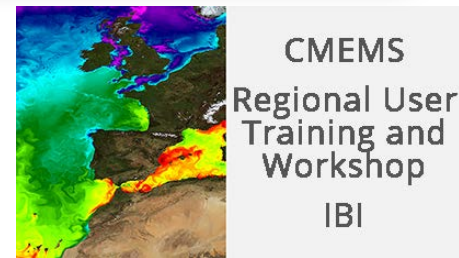 CMEMS
Regional User
Training and
Workshop
IBI